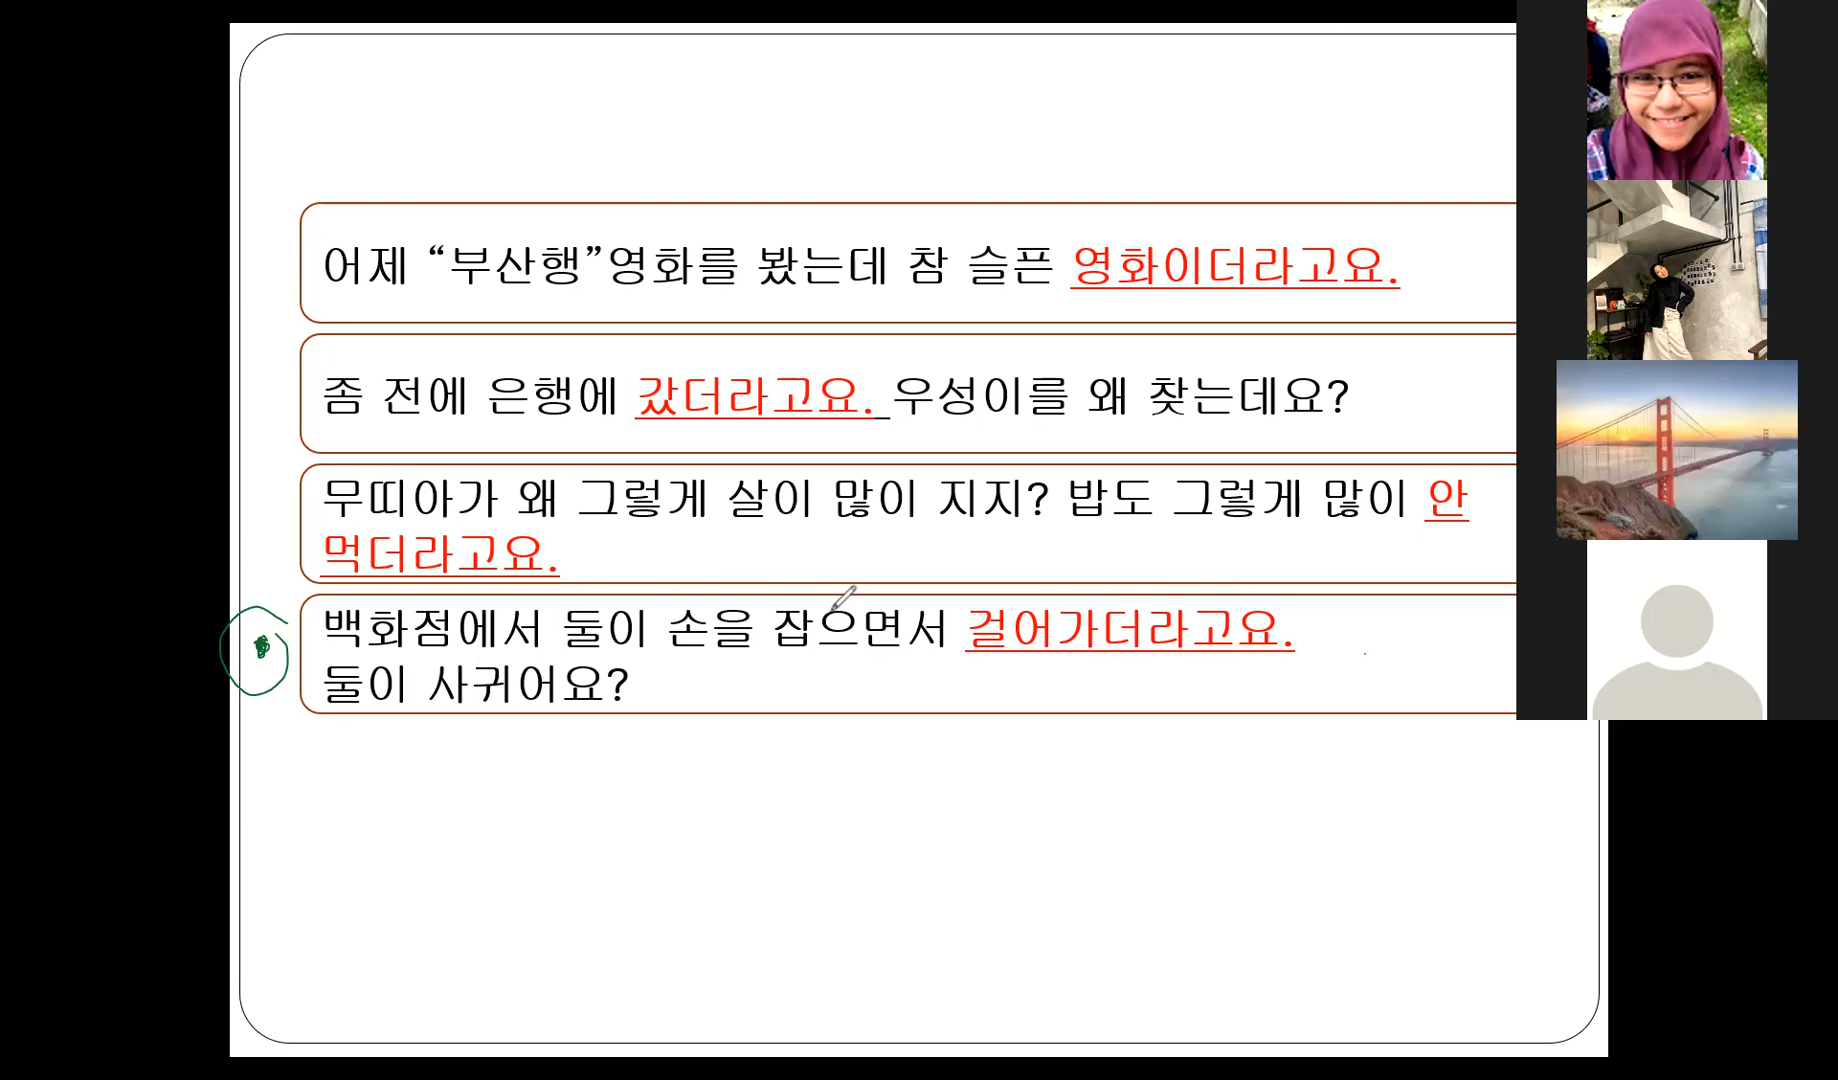 어제 “부산행”영화를 봤는데 참 슬픈 영화이더라고요.
좀 전에 은행에 갔더라고요. 우성이를 왜 찾는데요?
무띠아가 왜 그렇게 살이 많이 지지? 밥도 그렇게 많이 안
먹더라고요.
백화점에서 둘이 손을 잡으면서 걸어가더라고요.
둘이 사귀어요?